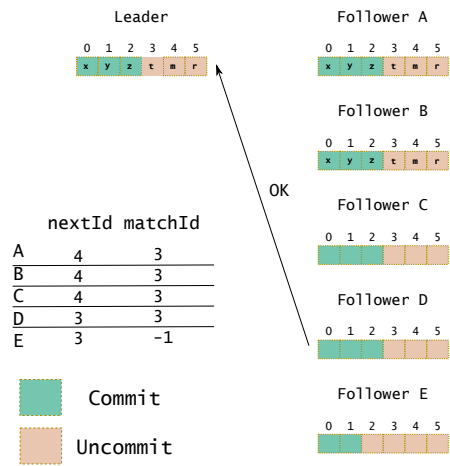 Leader
0 1 2 3 4 5
x y z t m r
Follower A
0 1 2 3 4 5
x y z t m r
Follower B
0 1 2 3 4 5
x y z t m r
OK
Follower C
0 1 2 3 4 5
nextId matchId
A 4 3
B 4 3
C 4 3
D 3 3
E 3 -1
Follower D
0 1 2 3 4 5
Follower E
0 1 2 3 4 5
Commit
Uncommit